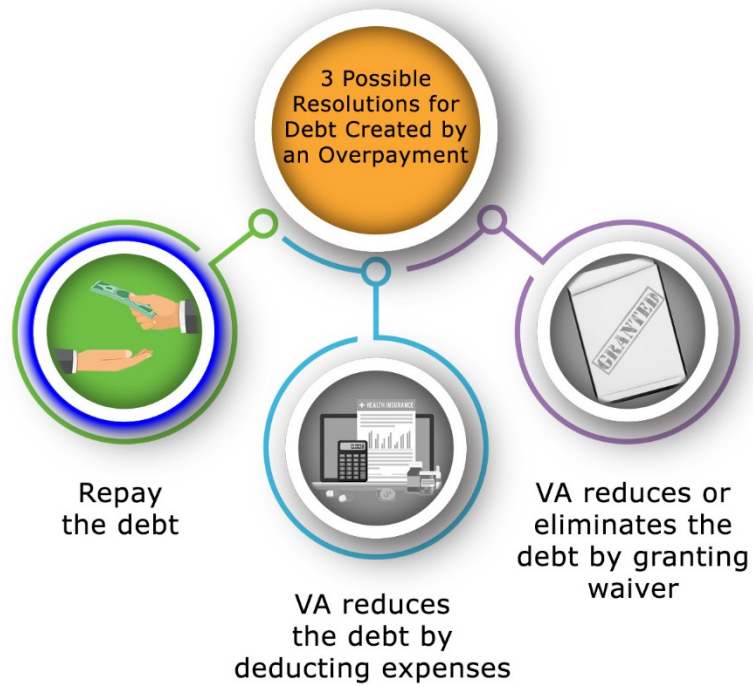 3 Possible
Resolutions for
Debt Created by
an Overpayment
Repay
the debt
+ HEALTH INSURANCE
VA reduces
the debt by
deducting expenses
GRANTED
VA reduces or
eliminates the
debt by granting
waiver